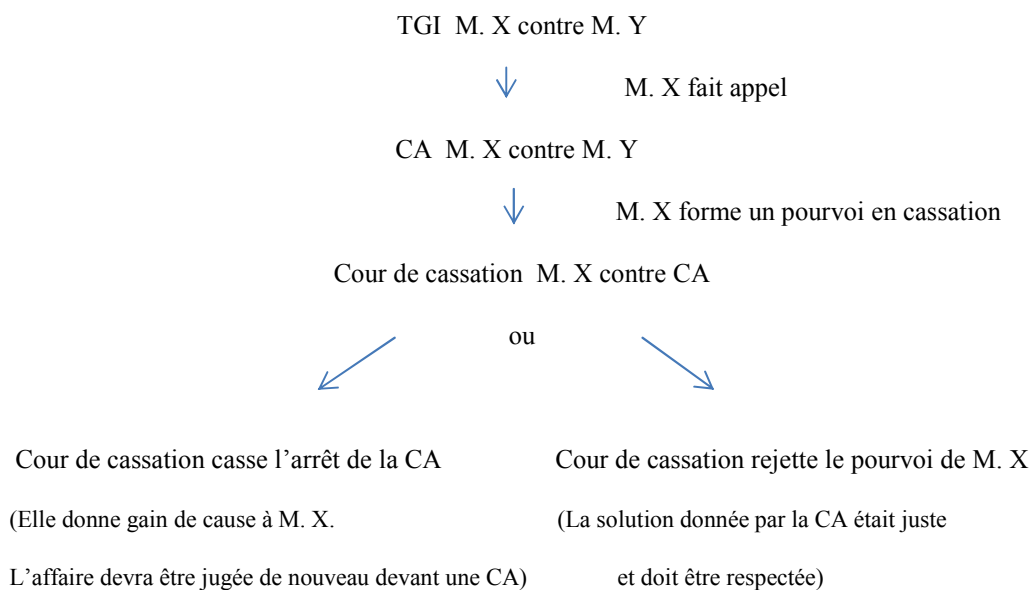 TGI M. X contre M. Y
M. X fait appel
CA M. X contre M. Y
M. X forme un pourvoi en cassation
Cour de cassation M. X contre CA
ou
Cour de cassation casse l’arrêt de la CA
(Elle donne gain de cause à M. X.
L’affaire devra être jugée de nouveau devant une CA)
Cour de cassation rejette le pourvoi de M. X
(La solution donnée par la CA était juste
et doit être respectée)